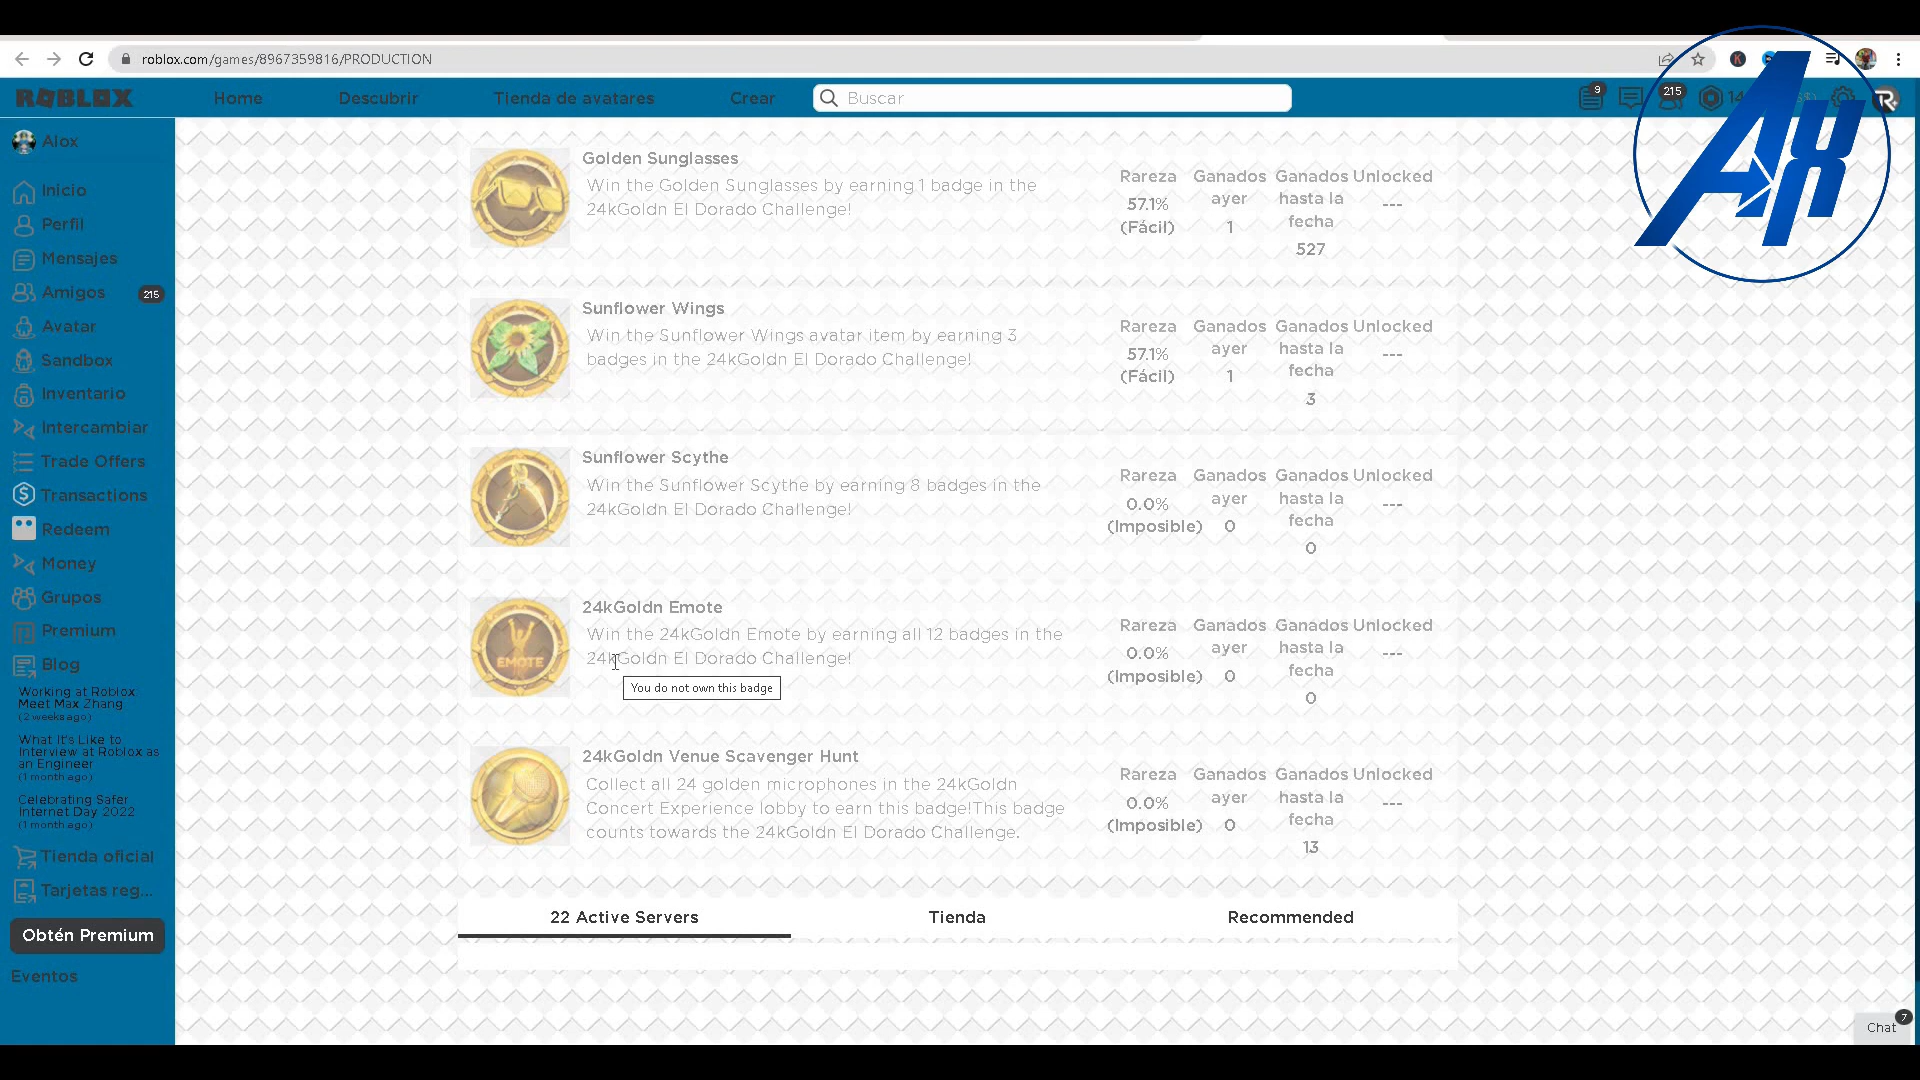 roblox.com/games/8967359816/PRODUCTION
ROBLOX
Home
Descubrir
Tienda de avatares
Crear
Buscar
9
215
14
AX
Alox
Inicio
Perfil
Mensajes
Amigos
215
Avatar
Sandbox
Inventario
Intercambiar
Trade Offers
Transactions
Redeem
Money
Grupos
Premium
Blog
Working at Roblox:
Meet Max Zhang
(2 weeks ago)
What It's Like to
Interview at Roblox as
an Engineer
(1 month ago)
Celebrating Safer
Internet Day 2022
(1 month ago)
Tienda oficial
Tarjetas reg...
Obtén Premium
Eventos
Golden Sunglasses
Win the Golden Sunglasses by earning 1 badge in the
24kGoldn El Dorado Challenge!
Rareza
57.1%
(Fácil)
Ganados
ayer
1
Ganados
hasta la
fecha
527
Unlocked
---
Sunflower Wings
Win the Sunflower Wings avatar item by earning 3
badges in the 24kGoldn El Dorado Challenge!
Rareza
57.1%
(Fácil)
Ganados
ayer
1
Ganados
hasta la
fecha
3
Unlocked
---
Sunflower Scythe
Win the Sunflower Scythe by earning 8 badges in the
24kGoldn El Dorado Challenge!
Rareza
0.0%
(Imposible)
Ganados
ayer
0
Ganados
hasta la
fecha
0
Unlocked
---
EMOTE
24kGoldn Emote
Win the 24kGoldn Emote by earning all 12 badges in the
24kGoldn El Dorado Challenge!
You do not own this badge
Rareza
0.0%
(Imposible)
Ganados
ayer
0
Ganados
hasta la
fecha
0
Unlocked
---
24kGoldn Venue Scavenger Hunt
Collect all 24 golden microphones in the 24kGoldn
Concert Experience lobby to earn this badge!This badge
counts towards the 24kGoldn El Dorado Challenge.
Rareza
0.0%
(Imposible)
Ganados
ayer
0
Ganados
hasta la
fecha
13
Unlocked
---
22 Active Servers
Tienda
Recommended
Chat
7